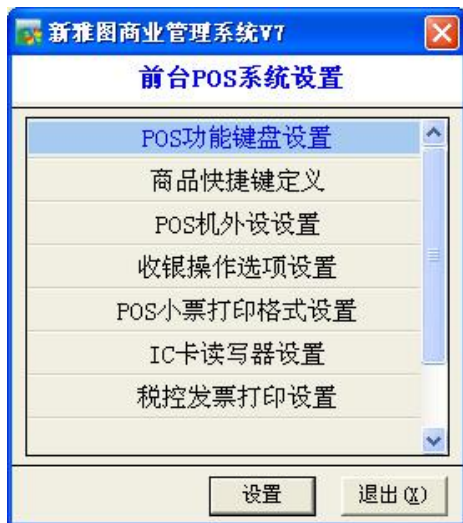 新雅图商业管理系统V7
前台POS系统设置
POS功能键盘设置
商品快捷键定义
POS机外设设置
收银操作选项设置
POS小票打印格式设置
IC卡读写器设置
税控发票打印设置
设置
退出(X)